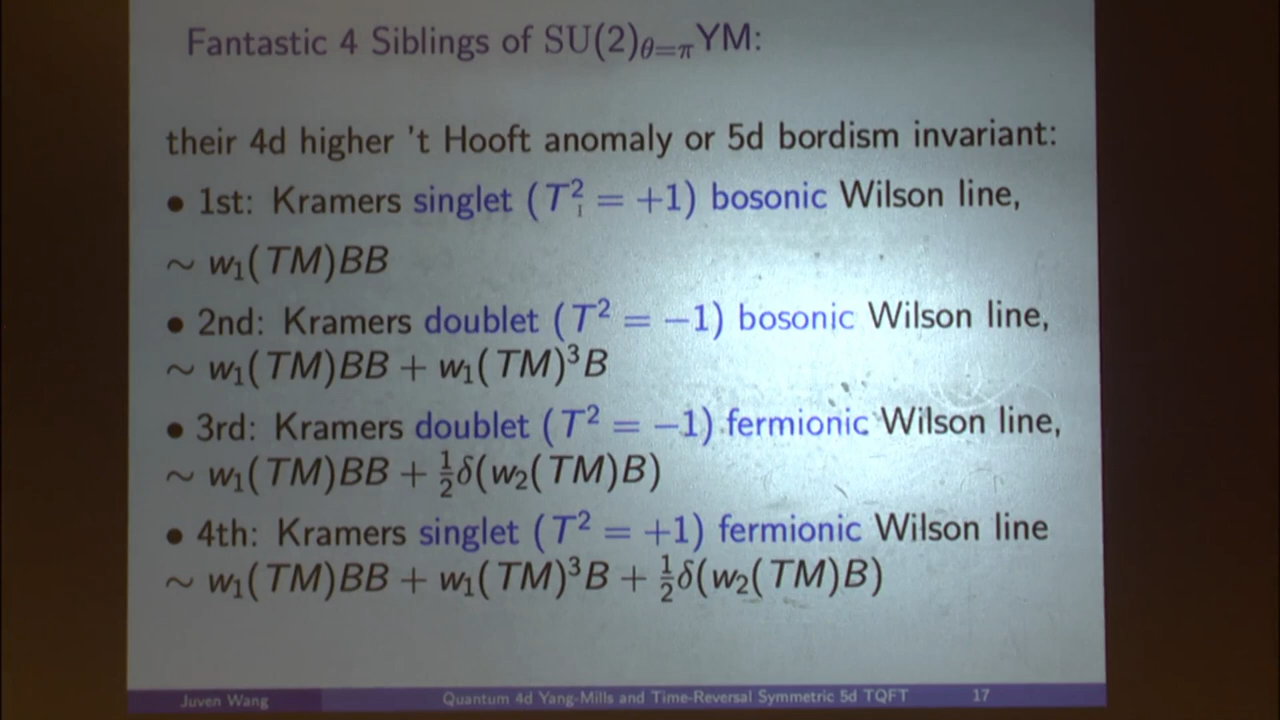 Fantastic 4 Siblings of SU(2)_{θ=π}YM:
their 4d higher 't Hooft anomaly or 5d bordism invariant:
• 1st: Kramers singlet (T² = +1) bosonic Wilson line,
∼ w₁(TM)BB
• 2nd: Kramers doublet (T² = −1) bosonic Wilson line,
∼ w₁(TM)BB + w₁(TM)³B
• 3rd: Kramers doublet (T² = −1) fermionic Wilson line,
∼ w₁(TM)BB + ½δ(w₂(TM)B)
• 4th: Kramers singlet (T² = +1) fermionic Wilson line
∼ w₁(TM)BB + w₁(TM)³B + ½δ(w₂(TM)B)
Juven Wang Quantum 4d Yang-Mills and Time-Reversal Symmetric 5d TQFT 17